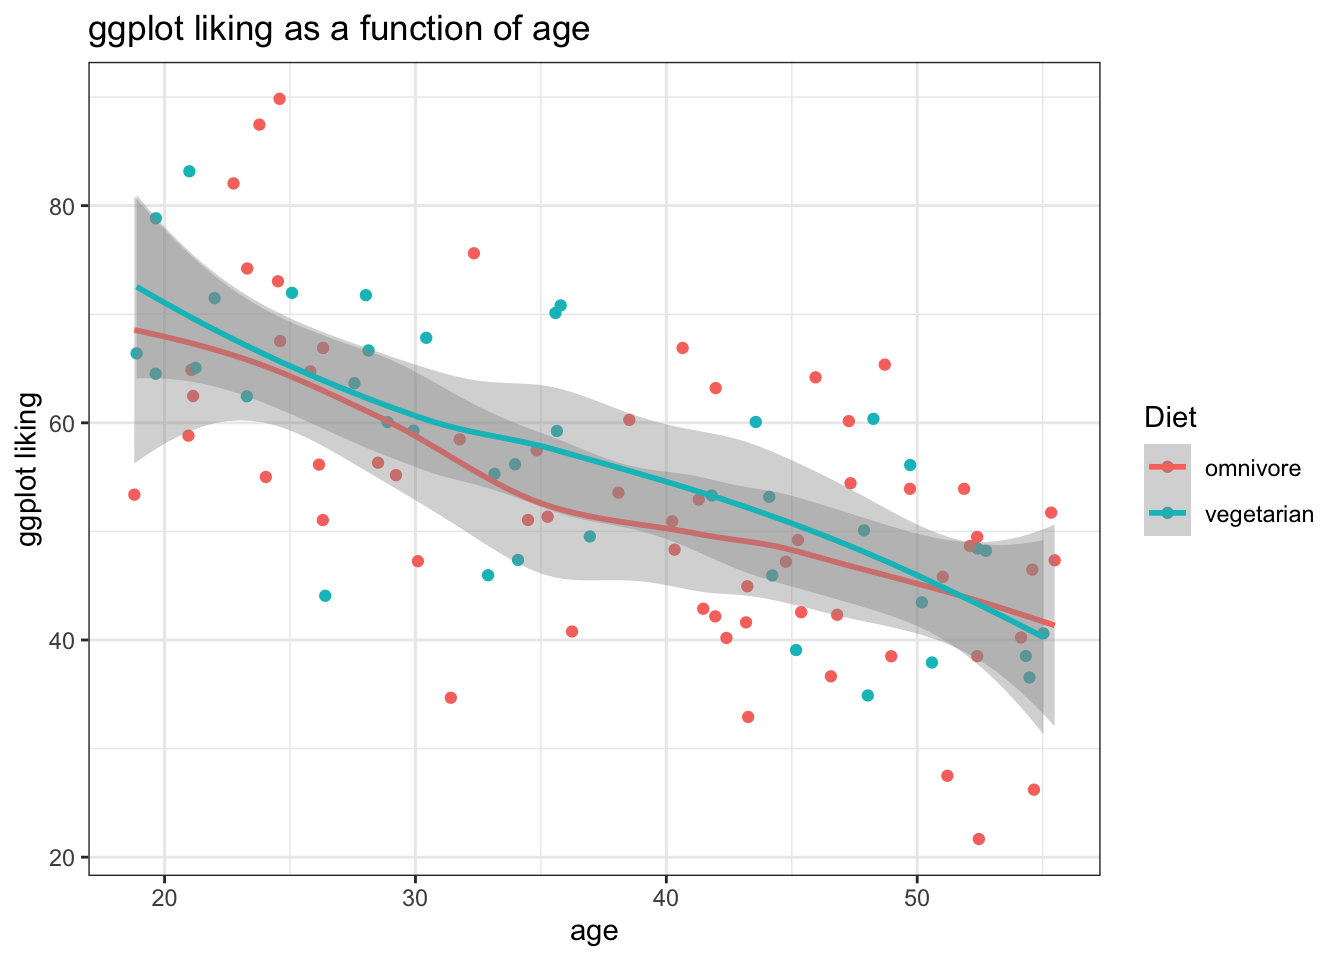 ggplot liking as a function of age
80
60
40
20
ggplot liking
20 30 40 50
age
Diet
omnivore
vegetarian